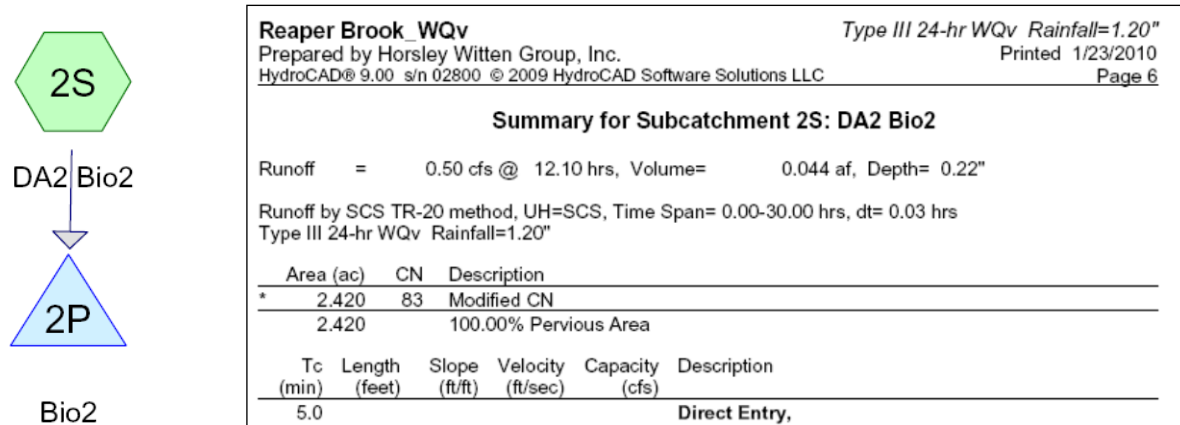 2S
DA2 Bio2
2P
Bio2
Reaper Brook_WQv Type III 24-hr WQv Rainfall=1.20"
Prepared by Horsley Witten Group, Inc. Printed 1/23/2010
HydroCAD® 9.00 s/n 02800 © 2009 HydroCAD Software Solutions LLC Page 6
Summary for Subcatchment 2S: DA2 Bio2
Runoff = 0.50 cfs @ 12.10 hrs, Volume= 0.044 af, Depth= 0.22"
Runoff by SCS TR-20 method, UH=SCS, Time Span= 0.00-30.00 hrs, dt= 0.03 hrs
Type III 24-hr WQv Rainfall=1.20"
Area (ac) CN Description
* 2.420 83 Modified CN
2.420 100.00% Pervious Area
Tc Length Slope Velocity Capacity Description
(min) (feet) (ft/ft) (ft/sec) (cfs)
5.0 Direct Entry,